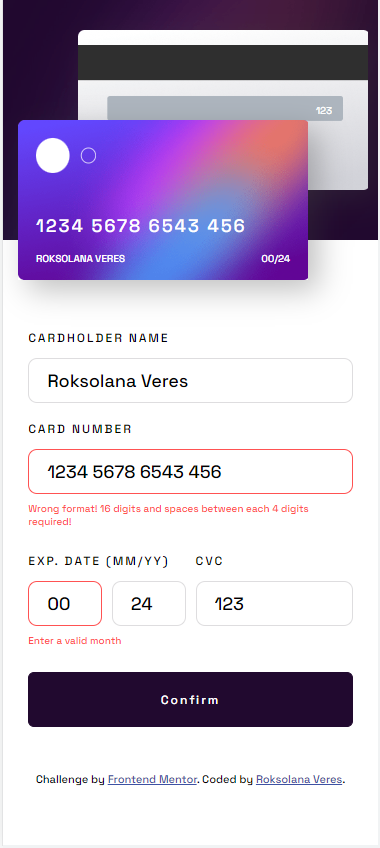 123
1234 5678 6543 456
ROKSOLANA VERES 00/24
CARDHOLDER NAME
Roksolana Veres
CARD NUMBER
1234 5678 6543 456
Wrong format! 16 digits and spaces between each 4 digits
required!
EXP. DATE (MM/YY) CVC
00 24 123
Enter a valid month
Confirm
Challenge by Frontend Mentor. Coded by Roksolana Veres.